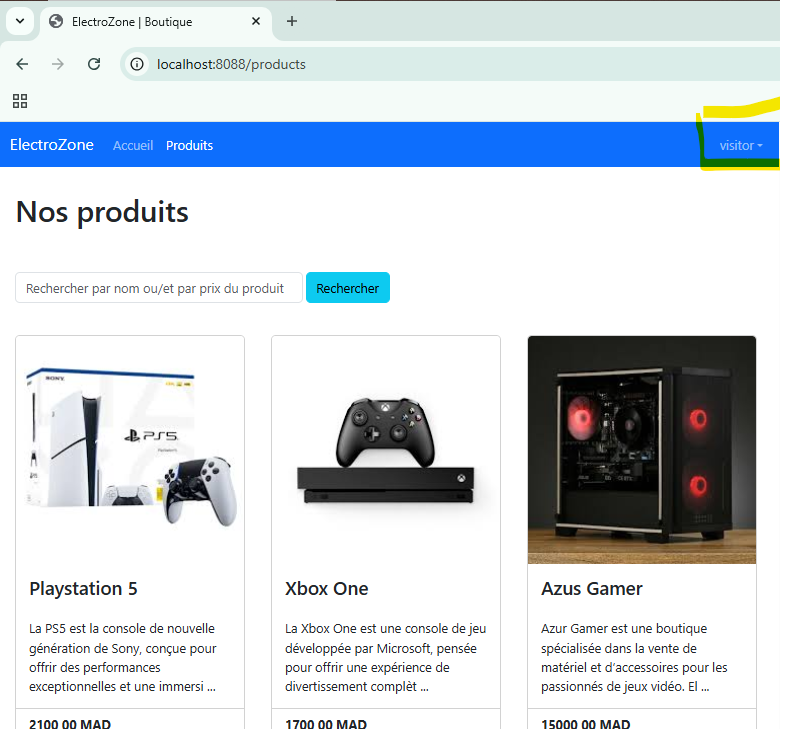 ElectroZone | Boutique
localhost:8088/products
ElectroZone Accueil Produits visitor
Nos produits
Rechercher par nom ou/et par prix du produit Rechercher
SONY
PS5
Playstation 5
La PS5 est la console de nouvelle
génération de Sony, conçue pour
offrir des performances
exceptionnelles et une immersi ...
2100 00 MAD
Xbox One
La Xbox One est une console de jeu
développée par Microsoft, pensée
pour offrir une expérience de
divertissement complèt ...
1700 00 MAD
Azus Gamer
Azur Gamer est une boutique
spécialisée dans la vente de
matériel et d'accessoires pour les
passionnés de jeux vidéo. El ...
15000 00 MAD